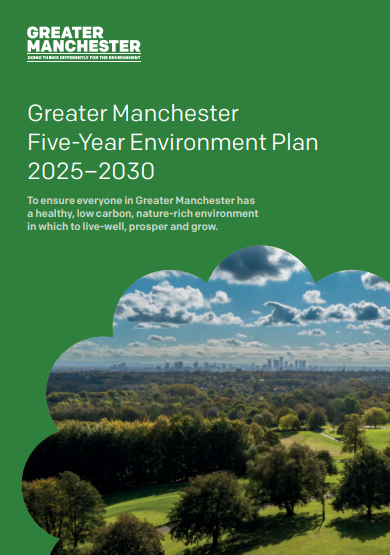 GREATER
MANCHESTER
DOING THINGS DIFFERENTLY FOR THE ENVIRONMENT
Greater Manchester
Five-Year Environment Plan
2025–2030
To ensure everyone in Greater Manchester has
a healthy, low carbon, nature-rich environment
in which to live-well, prosper and grow.